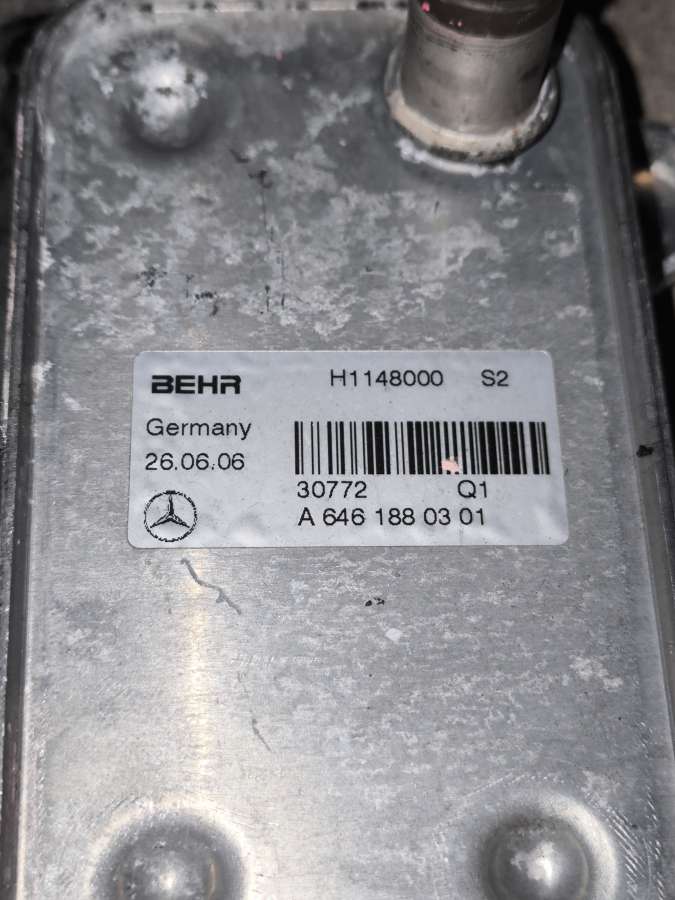 BEHR H1148000 S2
Germany
26.06.06
30772 Q1
A 646 188 03 01